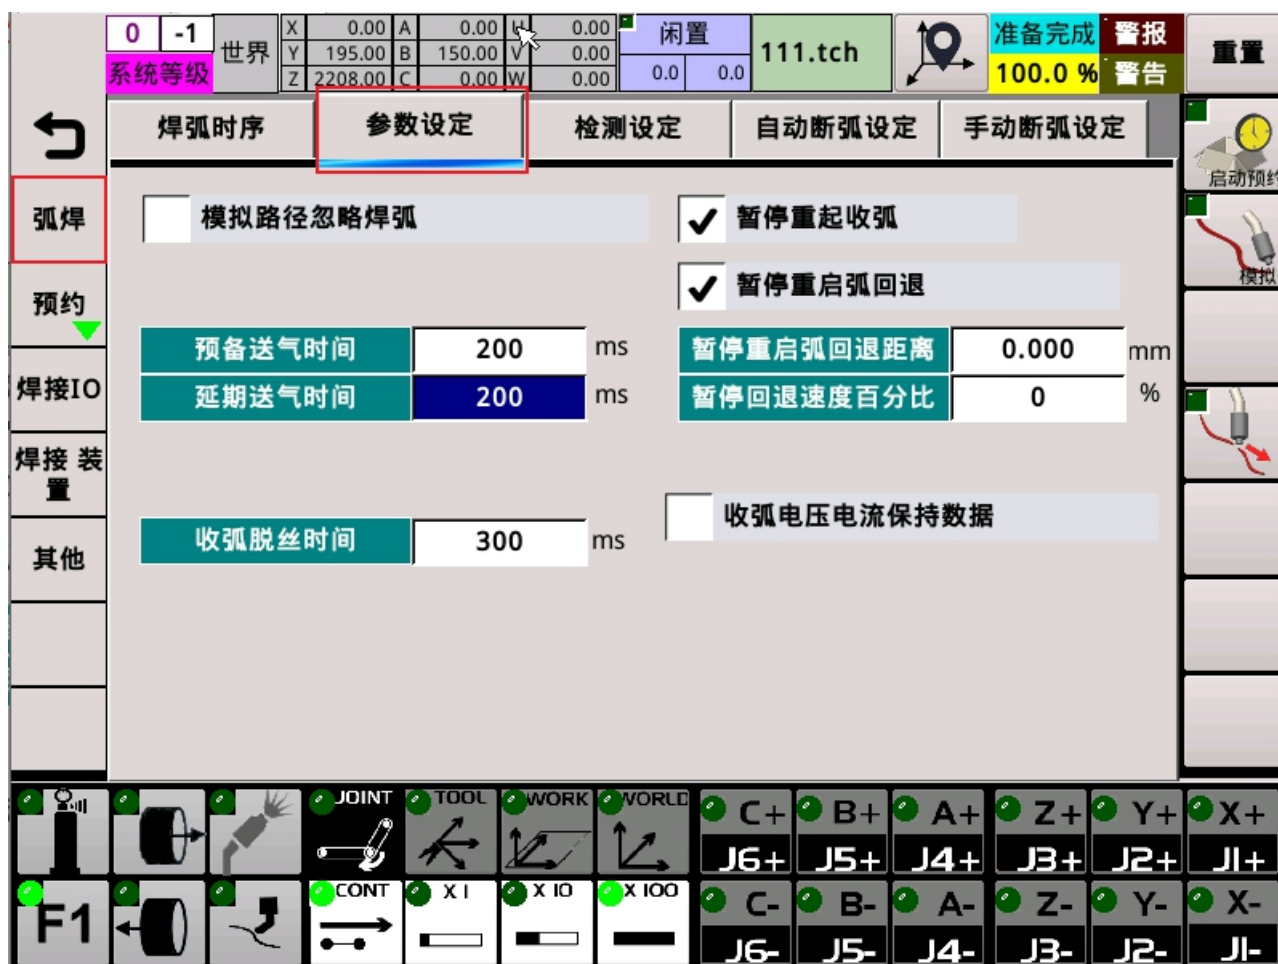 0 -1 世界 X 0.00 A 0.00 U 0.00 闲置 111.tch 准备完成 警报 重置
系统等级 Y 195.00 B 150.00 V 0.00 0.0 0.0 100.0 % 警告
Z 2208.00 C 0.00 W 0.00
焊弧时序 参数设定 检测设定 自动断弧设定 手动断弧设定
启动预约
弧焊 模拟路径忽略焊弧 暂停重起收弧
模拟
预约 暂停重启弧回退
预备送气时间 200 ms 暂停重启弧回退距离 0.000 mm
焊接IO 延期送气时间 200 ms 暂停回退速度百分比 0 %
焊接 装
置
收弧电压电流保持数据
其他 收弧脱丝时间 300 ms
JOINT TOOL WORK WORLD C+ B+ A+ Z+ Y+ X+
J6+ J5+ J4+ J3+ J2+ J1+
F1 CONT X 1 X 10 X 100 C- B- A- Z- Y- X-
J6- J5- J4- J3- J2- J1-